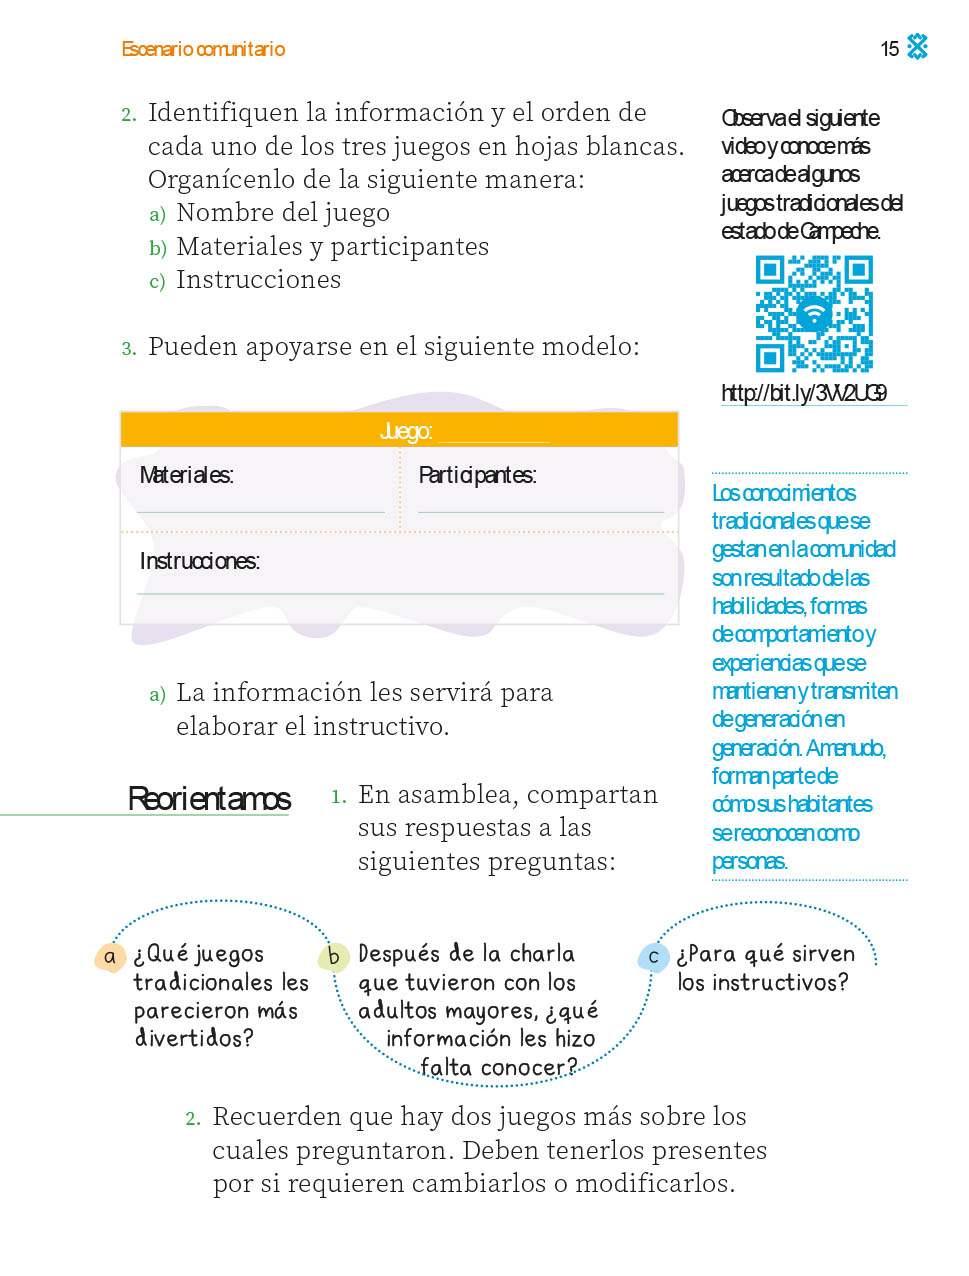 Escenario comunitario
15
2. Identifiquen la información y el orden de
cada uno de los tres juegos en hojas blancas.
Organícenlo de la siguiente manera:
a) Nombre del juego
b) Materiales y participantes
c) Instrucciones
3. Pueden apoyarse en el siguiente modelo:
Juego: ___________
Materiales:
Participantes:
Instrucciones:
a) La información les servirá para
elaborar el instructivo.
Observa el siguiente
video y conoce más
acerca de algunos
juegos tradicionales del
estado de Campeche.
http://bit.ly/3VV2UG9
Los conocimientos
tradicionales que se
gestan en la comunidad
son resultado de las
habilidades, formas
de comportamiento y
experiencias que se
mantienen y transmiten
de generación en
generación. A menudo,
forman parte de
cómo sus habitantes
se reconocen como
personas.
Reorientamos
1. En asamblea, compartan
sus respuestas a las
siguientes preguntas:
a ¿Qué juegos
tradicionales les
parecieron más
divertidos?
b Después de la charla
que tuvieron con los
adultos mayores, ¿qué
información les hizo
falta conocer?
c ¿Para qué sirven
los instructivos?
2. Recuerden que hay dos juegos más sobre los
cuales preguntaron. Deben tenerlos presentes
por si requieren cambiarlos o modificarlos.